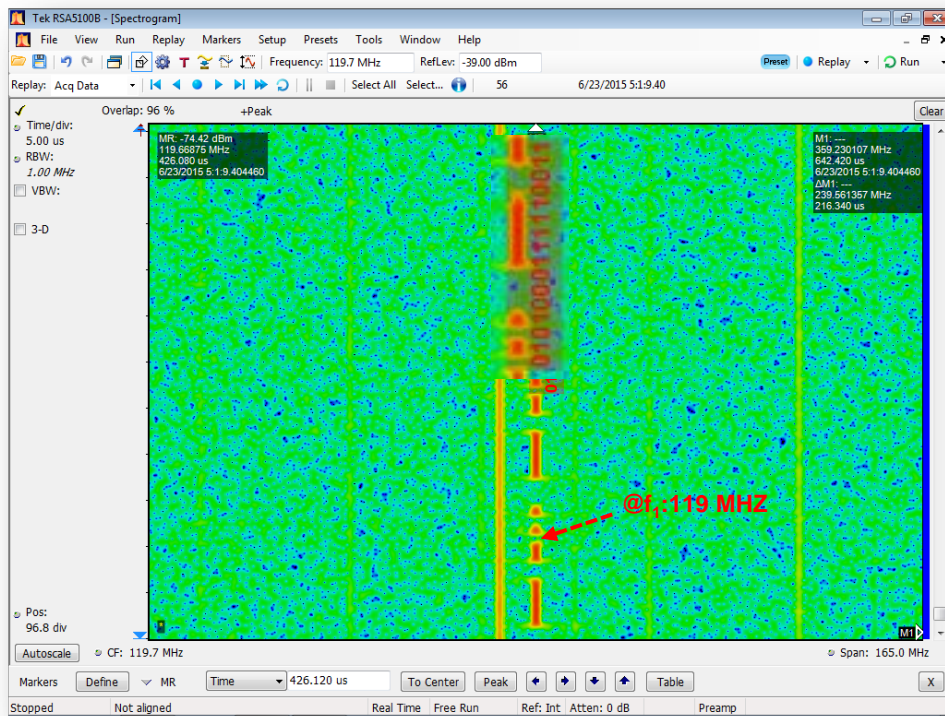 Tek RSA5100B - [Spectrogram]
File View Run Replay Markers Setup Presets Tools Window Help
Frequency: 119.7 MHz RefLev: -39.00 dBm Preset Replay Run
Replay: Acq Data Select All Select... 56 6/23/2015 5:1:9.40
Overlap: 96 % +Peak Clear
Time/div:
5.00 us
RBW:
1.00 MHz
VBW:
3-D
MR: -74.42 dBm
119.66875 MHz
426.080 us
6/23/2015 5:1:9.404460
M1: ---
359.230107 MHz
642.420 us
6/23/2015 5:1:9.404460
ΔM1: ---
239.561357 MHz
216.340 us
@f1:119 MHZ
Pos:
96.8 div
M1
Autoscale CF: 119.7 MHz Span: 165.0 MHz
Markers Define MR Time 426.120 us To Center Peak Table X
Stopped Not aligned Real Time Free Run Ref: Int Atten: 0 dB Preamp